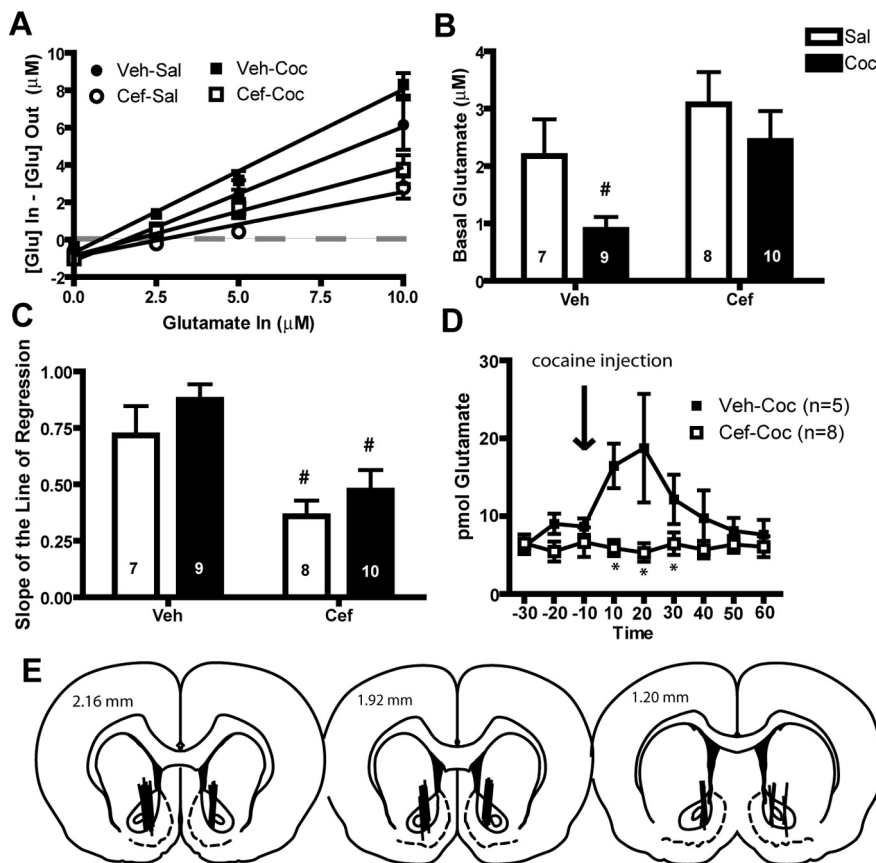 A
[Glu] In - [Glu] Out (μM)
10
8
6
4
2
0
-2
Veh-Sal
Veh-Coc
Cef-Sal
Cef-Coc
0.0
2.5
5.0
7.5
10.0
Glutamate In (μM)
B
Sal
Coc
Basal Glutamate (μM)
4
3
2
1
0
#
7
9
8
10
Veh
Cef
C
Slope of the Line of Regression
1.00
0.75
0.50
0.25
0.00
#
#
7
9
8
10
Veh
Cef
D
pmol Glutamate
30
20
10
0
cocaine injection
Veh-Coc (n=5)
Cef-Coc (n=8)
* * *
-30 -20 -10 10 20 30 40 50 60
Time
E
2.16 mm
1.92 mm
1.20 mm